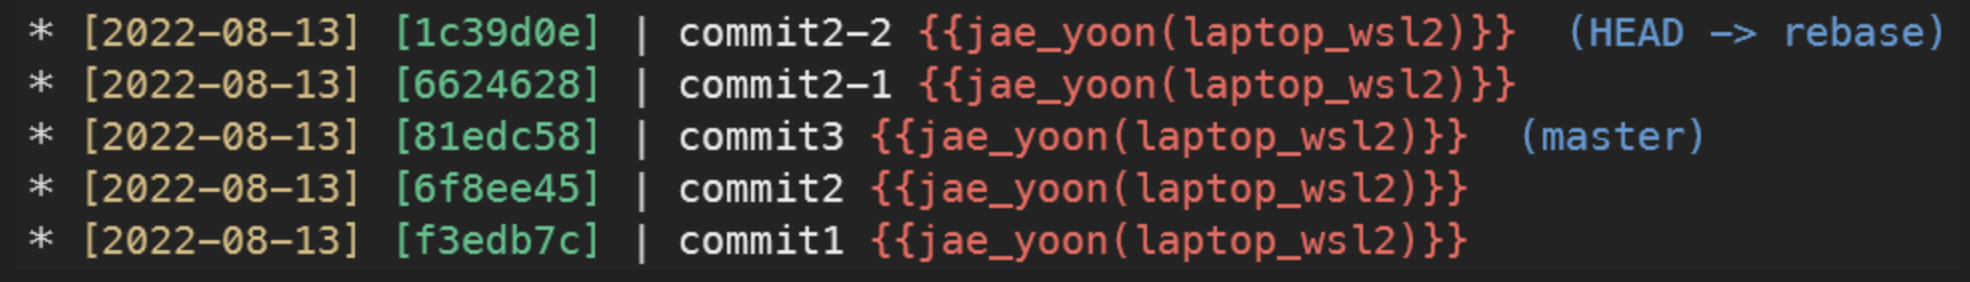 * [2022-08-13] [1c39d0e] | commit2-2 {{jae_yoon(laptop_wsl2)}}  (HEAD -> rebase)
* [2022-08-13] [6624628] | commit2-1 {{jae_yoon(laptop_wsl2)}}
* [2022-08-13] [81edc58] | commit3 {{jae_yoon(laptop_wsl2)}}  (master)
* [2022-08-13] [6f8ee45] | commit2 {{jae_yoon(laptop_wsl2)}}
* [2022-08-13] [f3edb7c] | commit1 {{jae_yoon(laptop_wsl2)}}